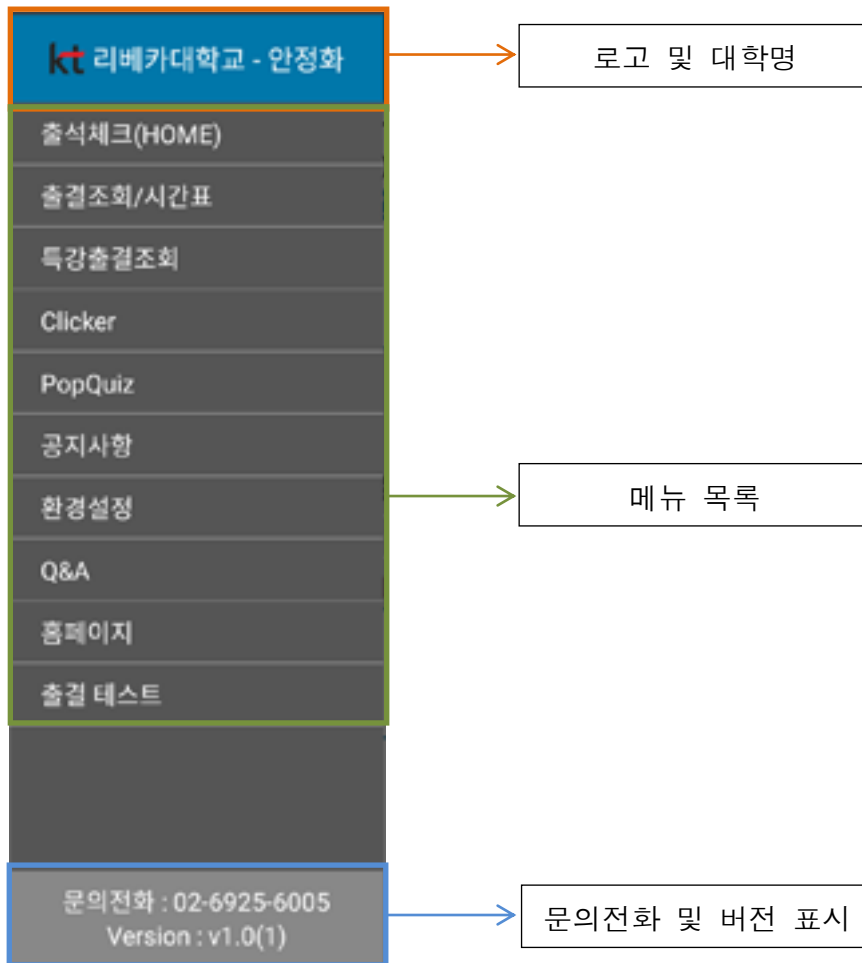 kt 리베카대학교 - 안정화
로고 및 대학명
출석체크(HOME)
출결조회/시간표
특강출결조회
Clicker
PopQuiz
공지사항
환경설정
Q&A
홈페이지
출결 테스트
메뉴 목록
문의전화 : 02-6925-6005
Version : v1.0(1)
문의전화 및 버전 표시